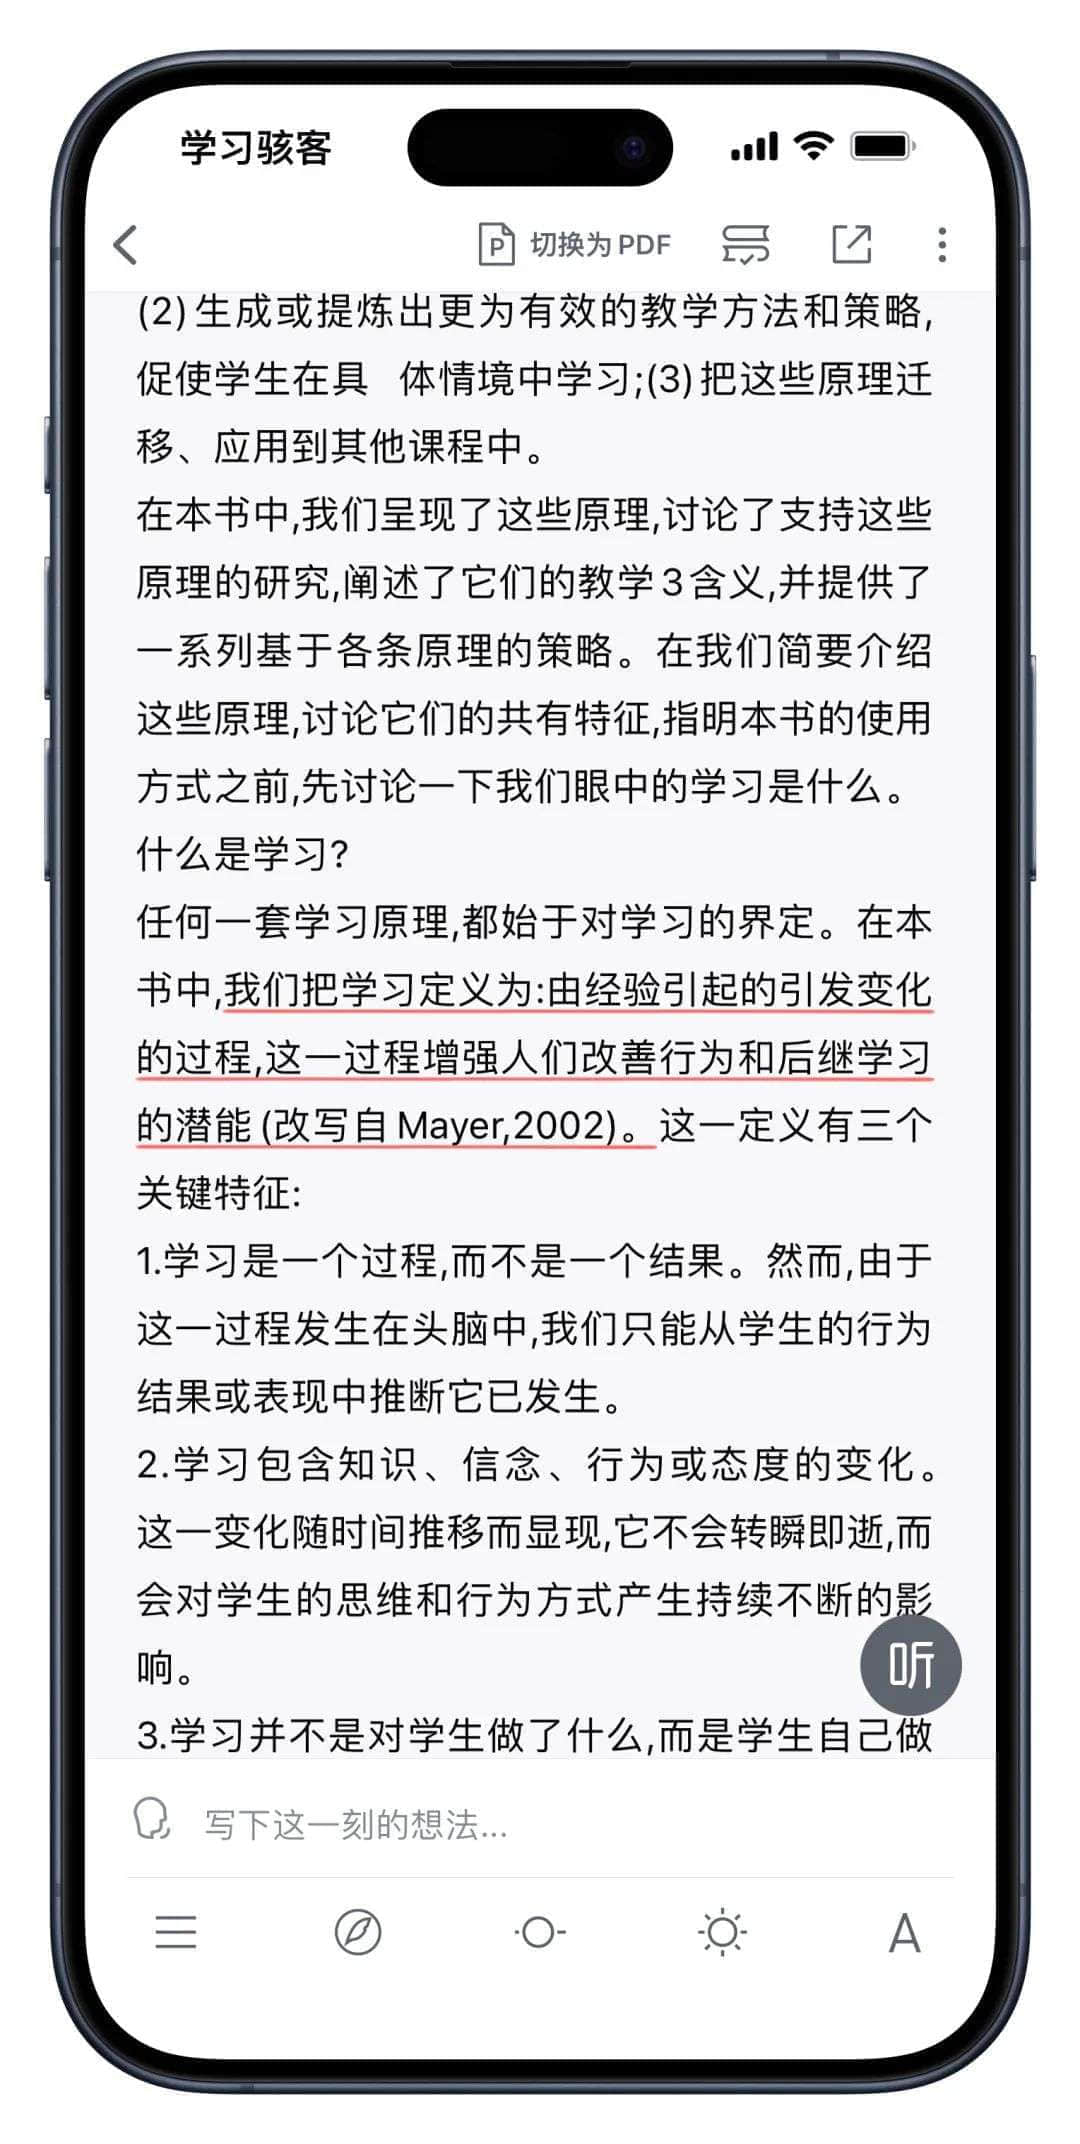 学习骇客
切换为PDF
(2)生成或提炼出更为有效的教学方法和策略,
促使学生在具 体情境中学习;(3)把这些原理迁
移、应用到其他课程中。
在本书中,我们呈现了这些原理,讨论了支持这些
原理的研究,阐述了它们的教学3含义,并提供了
一系列基于各条原理的策略。在我们简要介绍
这些原理,讨论它们的共有特征,指明本书的使用
方式之前,先讨论一下我们眼中的学习是什么。
什么是学习?
任何一套学习原理,都始于对学习的界定。在本
书中,我们把学习定义为:由经验引起的引发变化
的过程,这一过程增强人们改善行为和后继学习
的潜能(改写自Mayer,2002)。这一定义有三个
关键特征:
1.学习是一个过程,而不是一个结果。然而,由于
这一过程发生在头脑中,我们只能从学生的行为
结果或表现中推断它已发生。
2.学习包含知识、信念、行为或态度的变化。
这一变化随时间推移而显现,它不会转瞬即逝,而
会对学生的思维和行为方式产生持续不断的影
响。
听
3.学习并不是对学生做了什么,而是学生自己做
写下这一刻的想法...
A